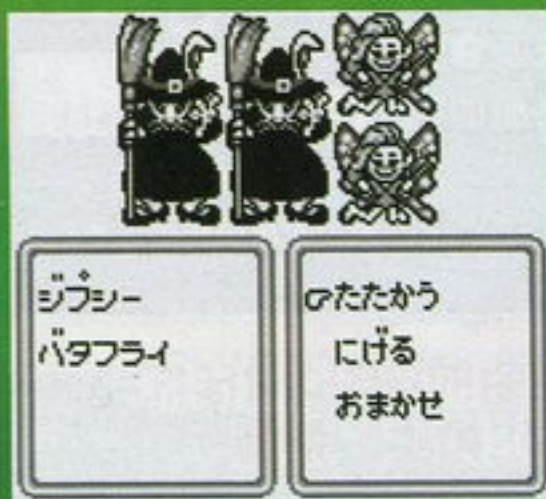 ジプシー
バタフライ
たたかう
にげる
おまかせ